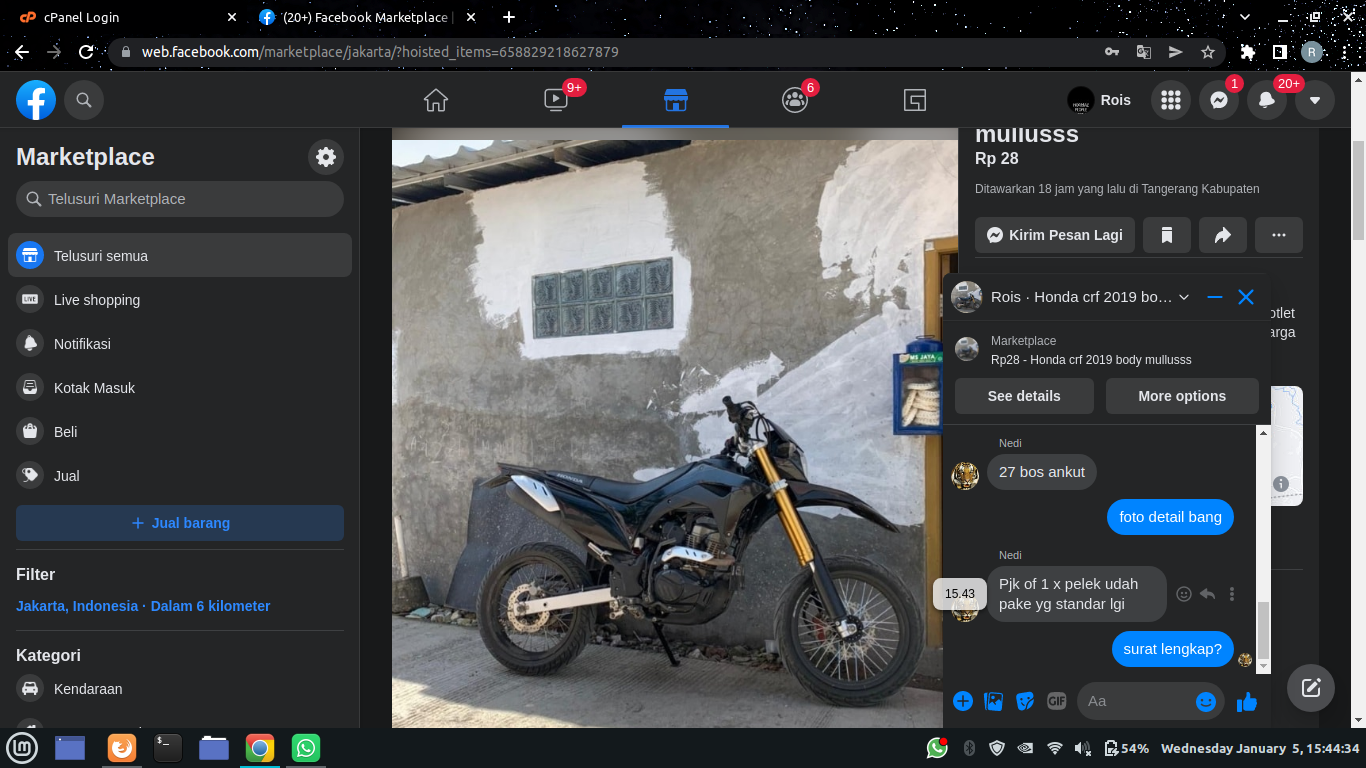 cPanel Login
(20+) Facebook Marketplace |
web.facebook.com/marketplace/jakarta/?hoisted_items=658829218627879
R
9+
6
Rois
1
20+
Marketplace
Telusuri Marketplace
Telusuri semua
LIVE
Live shopping
Notifikasi
Kotak Masuk
Beli
Jual
+ Jual barang
Filter
Jakarta, Indonesia · Dalam 6 kilometer
Kategori
Kendaraan
MS JAYA
HONDA
mullusss
Rp 28
Ditawarkan 18 jam yang lalu di Tangerang Kabupaten
Kirim Pesan Lagi
otlet
arga
Rois · Honda crf 2019 bo...
Marketplace
Rp28 - Honda crf 2019 body mullusss
See details
More options
Nedi
27 bos ankut
foto detail bang
Nedi
Pjk of 1 x pelek udah
pake yg standar lgi
15.43
surat lengkap?
GIF
Aa
54%
Wednesday January 5, 15:44:34